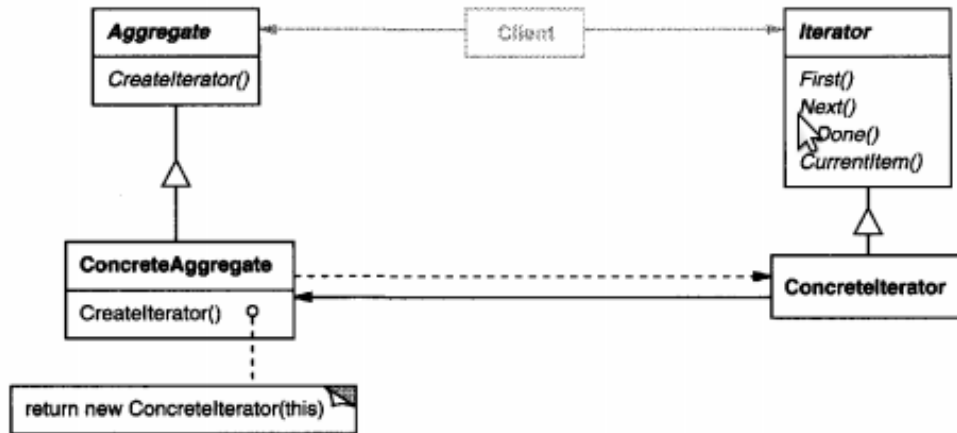 Aggregate
CreateIterator()
Client
Iterator
First()
Next()
Done()
CurrentItem()
ConcreteAggregate
CreateIterator()
ConcreteIterator
return new ConcreteIterator(this)